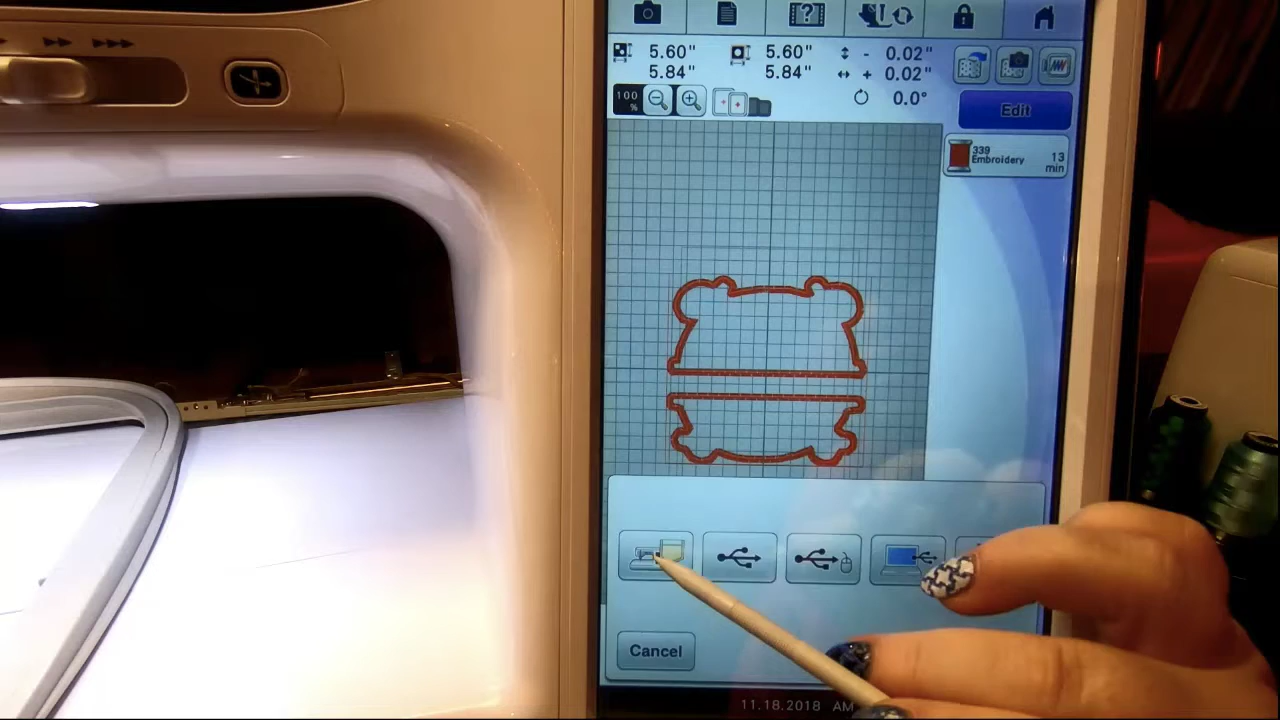 5.60" 5.60" - 0.02"
5.84" 5.84" + 0.02"
100 % 0.0°
Edit
339
Embroidery 13
min
Cancel
11.18.2018 AM